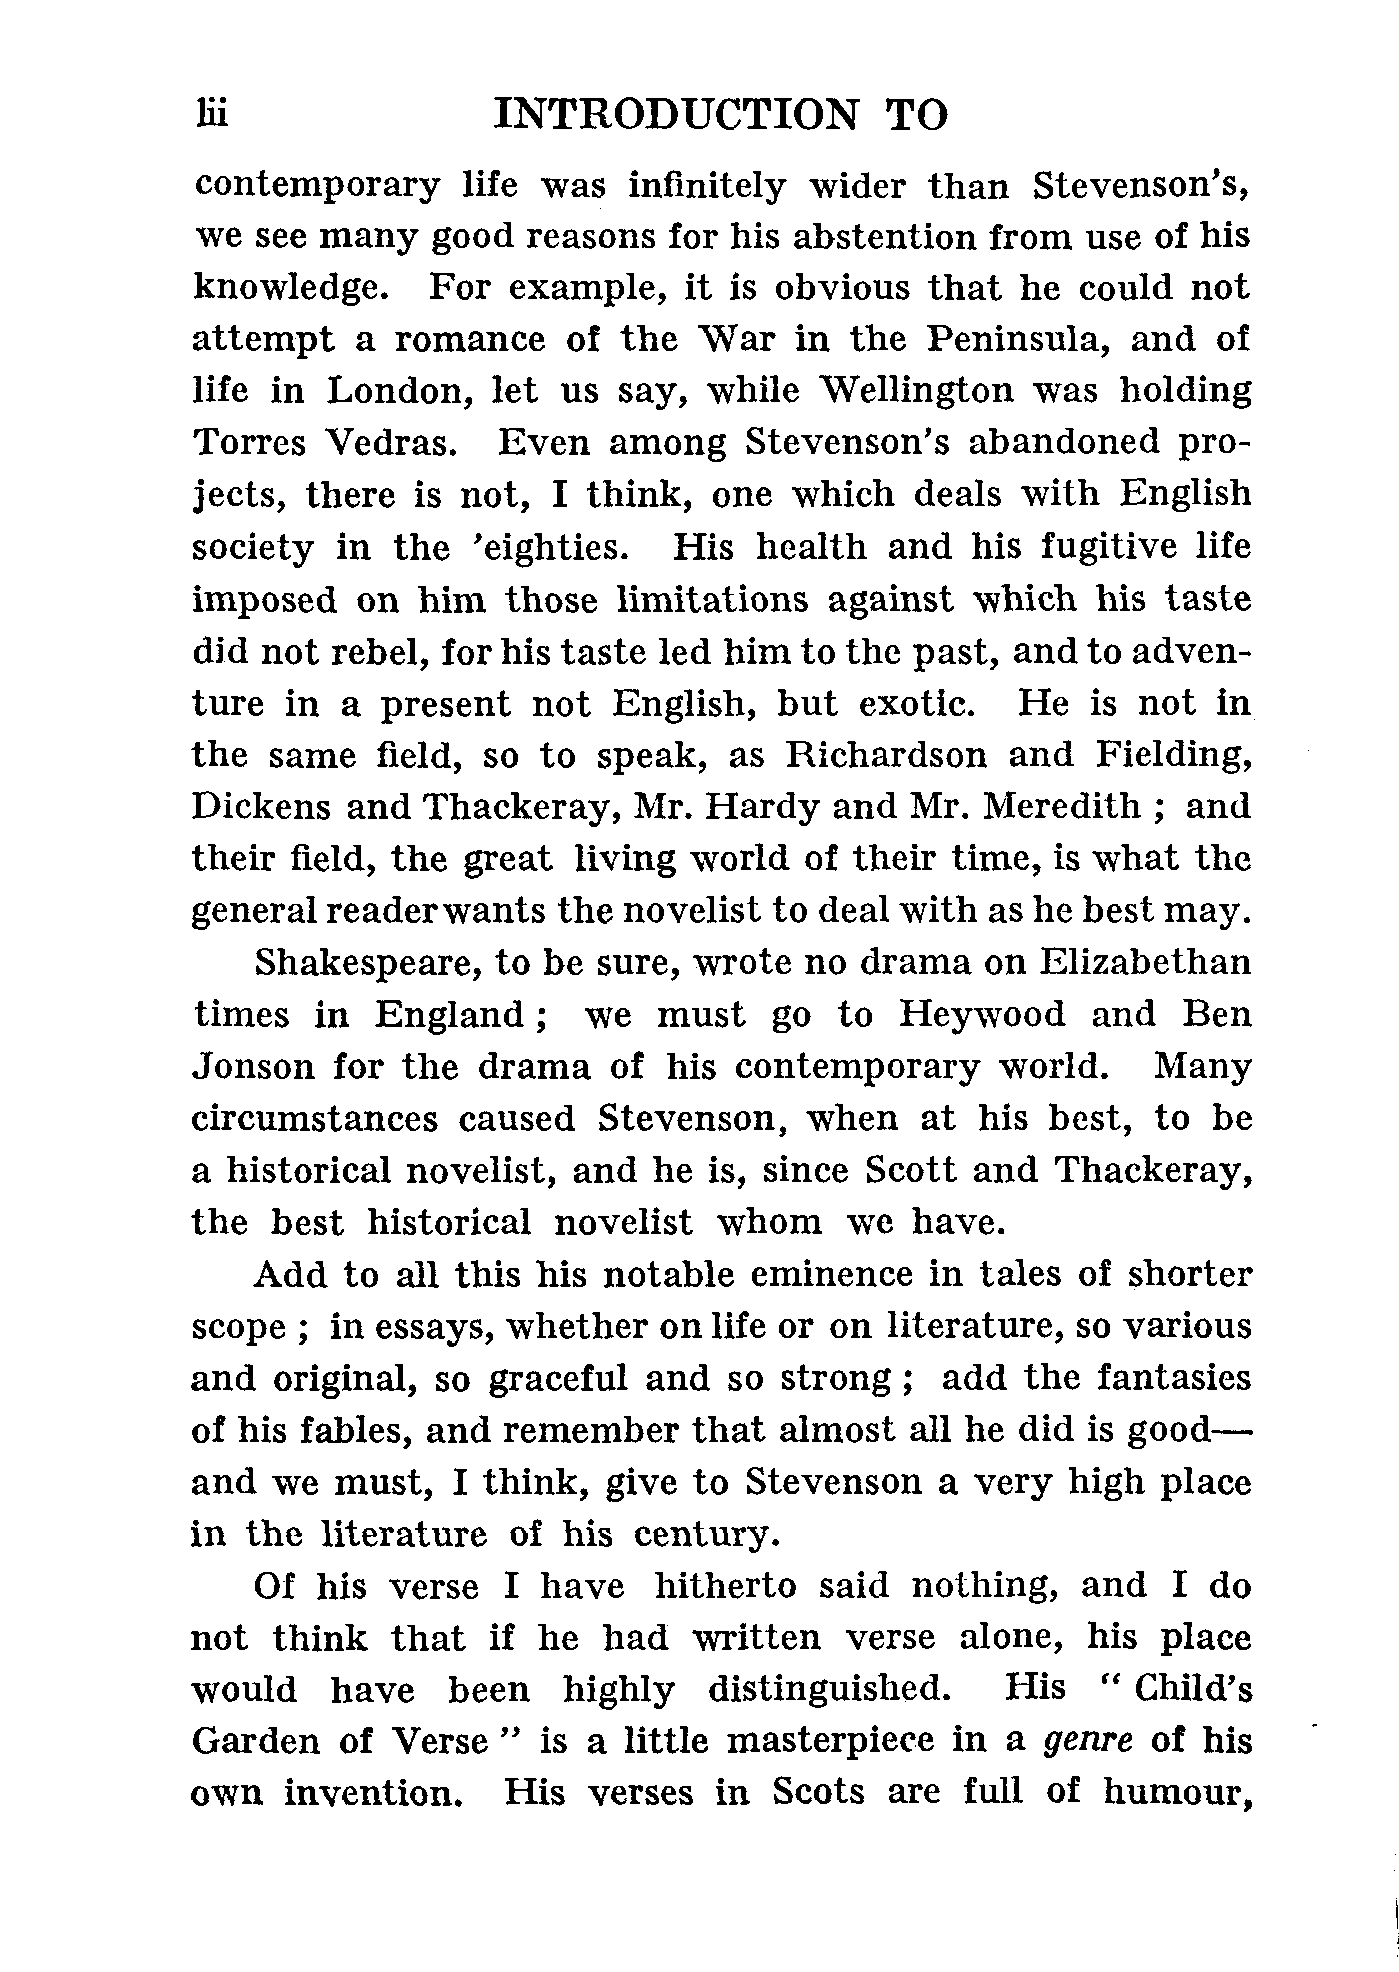 lii INTRODUCTION TO
contemporary life was infinitely wider than Stevenson's,
we see many good reasons for his abstention from use of his
knowledge. For example, it is obvious that he could not
attempt a romance of the War in the Peninsula, and of
life in London, let us say, while Wellington was holding
Torres Vedras. Even among Stevenson's abandoned pro-
jects, there is not, I think, one which deals with English
society in the 'eighties. His health and his fugitive life
imposed on him those limitations against which his taste
did not rebel, for his taste led him to the past, and to adven-
ture in a present not English, but exotic. He is not in
the same field, so to speak, as Richardson and Fielding,
Dickens and Thackeray, Mr. Hardy and Mr. Meredith ; and
their field, the great living world of their time, is what the
general reader wants the novelist to deal with as he best may.
Shakespeare, to be sure, wrote no drama on Elizabethan
times in England ; we must go to Heywood and Ben
Jonson for the drama of his contemporary world. Many
circumstances caused Stevenson, when at his best, to be
a historical novelist, and he is, since Scott and Thackeray,
the best historical novelist whom we have.
Add to all this his notable eminence in tales of shorter
scope ; in essays, whether on life or on literature, so various
and original, so graceful and so strong ; add the fantasies
of his fables, and remember that almost all he did is good—
and we must, I think, give to Stevenson a very high place
in the literature of his century.
Of his verse I have hitherto said nothing, and I do
not think that if he had written verse alone, his place
would have been highly distinguished. His " Child's
Garden of Verse " is a little masterpiece in a genre of his
own invention. His verses in Scots are full of humour,